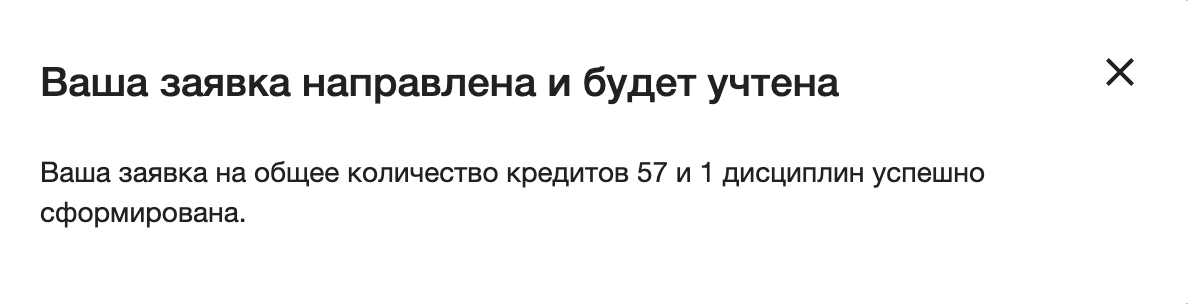 Ваша заявка направлена и будет учтена
Ваша заявка на общее количество кредитов 57 и 1 дисциплин успешно
сформирована.